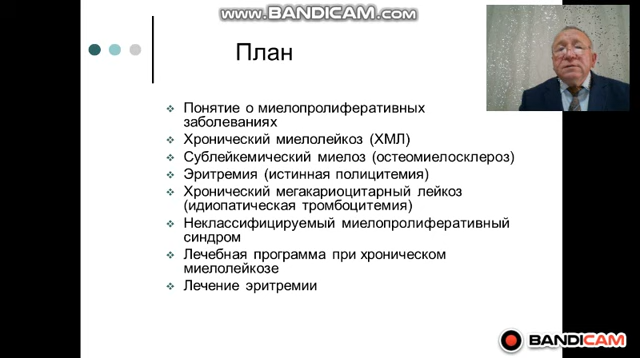 www.BANDICAM.com
План
Понятие о миелопролиферативных
заболеваниях
Хронический миелолейкоз (ХМЛ)
Сублейкемический миелоз (остеомиелосклероз)
Эритремия (истинная полицитемия)
Хронический мегакариоцитарный лейкоз
(идиопатическая тромбоцитемия)
Неклассифицируемый миелопролиферативный
синдром
Лечебная программа при хроническом
миелолейкозе
Лечение эритремии
BANDICAM